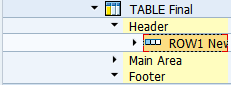 TABLE Final
Header
ROW1 New
Main Area
Footer